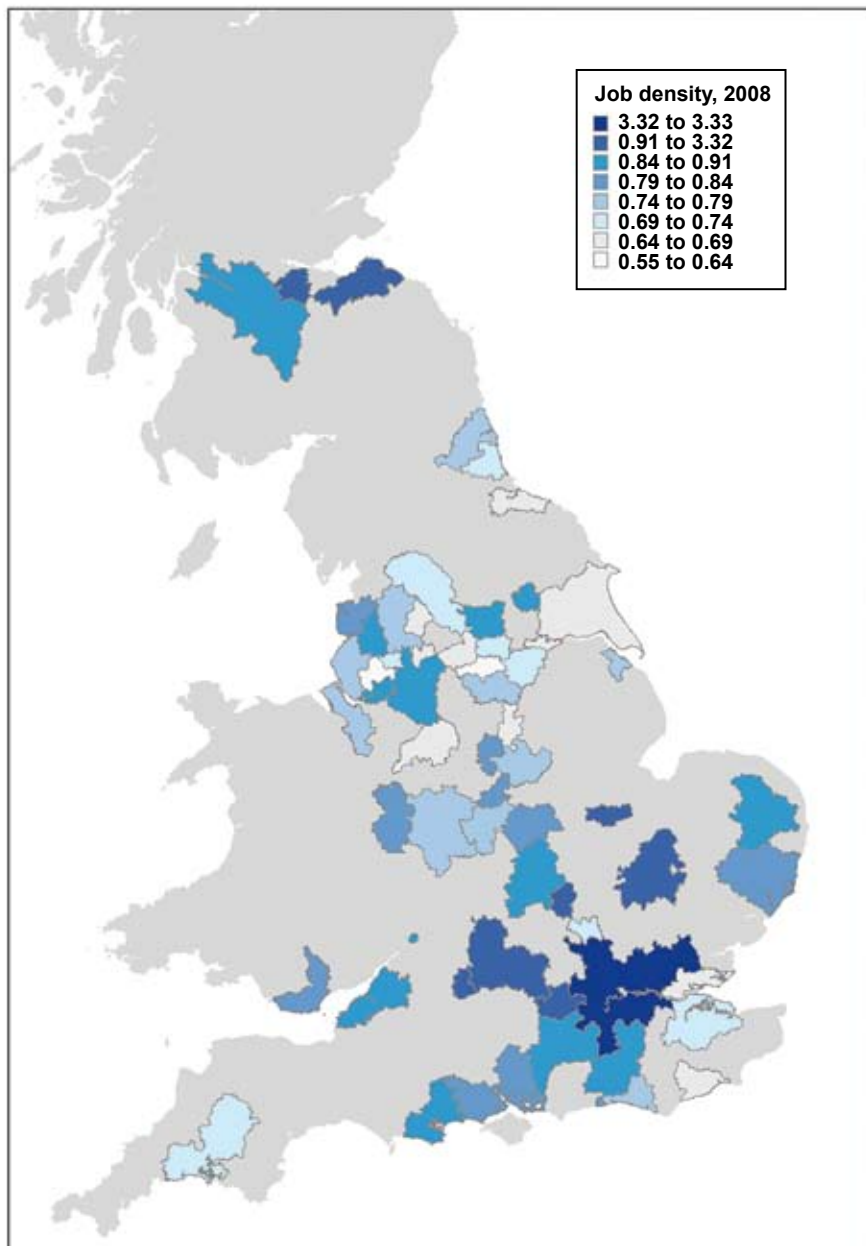 Job density, 2008
3.32 to 3.33
0.91 to 3.32
0.84 to 0.91
0.79 to 0.84
0.74 to 0.79
0.69 to 0.74
0.64 to 0.69
0.55 to 0.64